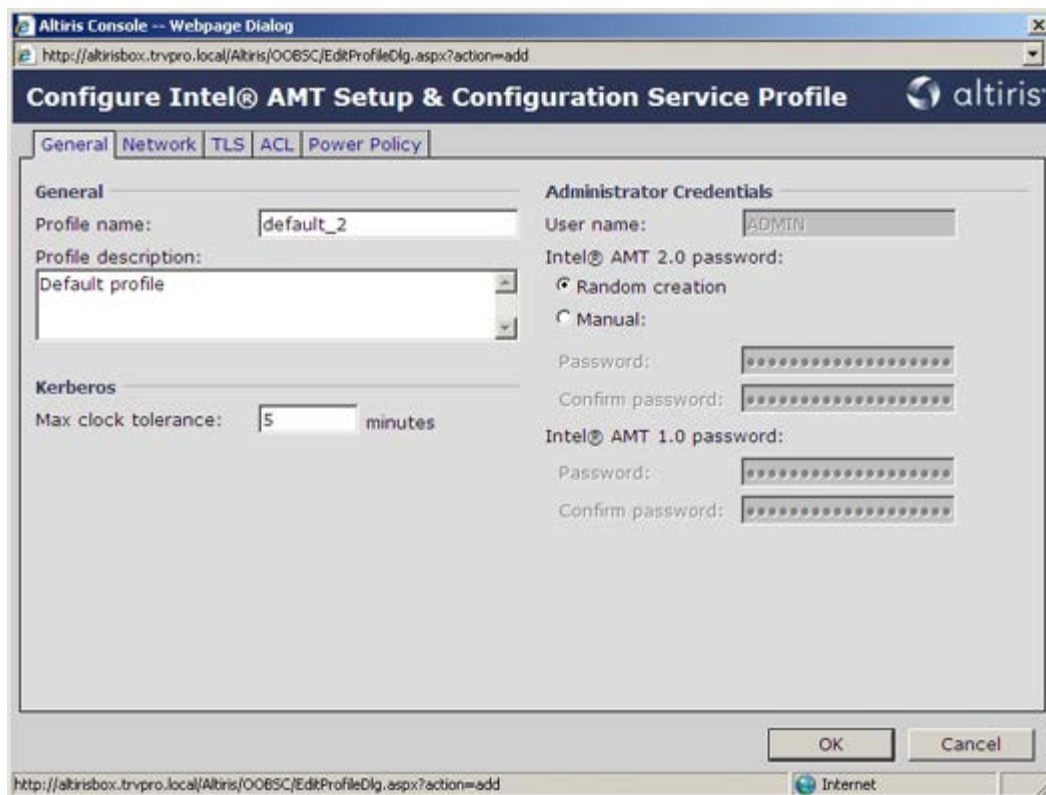 Altiris Console -- Webpage Dialog
http://altirisbox.trvpro.local/Altiris/OOBSC/EditProfileDlg.aspx?action=add
Configure Intel® AMT Setup & Configuration Service Profile
altiris
General Network TLS ACL Power Policy
General
Profile name: default_2
Profile description:
Default profile
Kerberos
Max clock tolerance: 5 minutes
Administrator Credentials
User name: ADMIN
Intel® AMT 2.0 password:
Random creation
Manual:
Password:
Confirm password:
Intel® AMT 1.0 password:
Password:
Confirm password:
OK Cancel
http://altirisbox.trvpro.local/Altiris/OOBSC/EditProfileDlg.aspx?action=add Internet